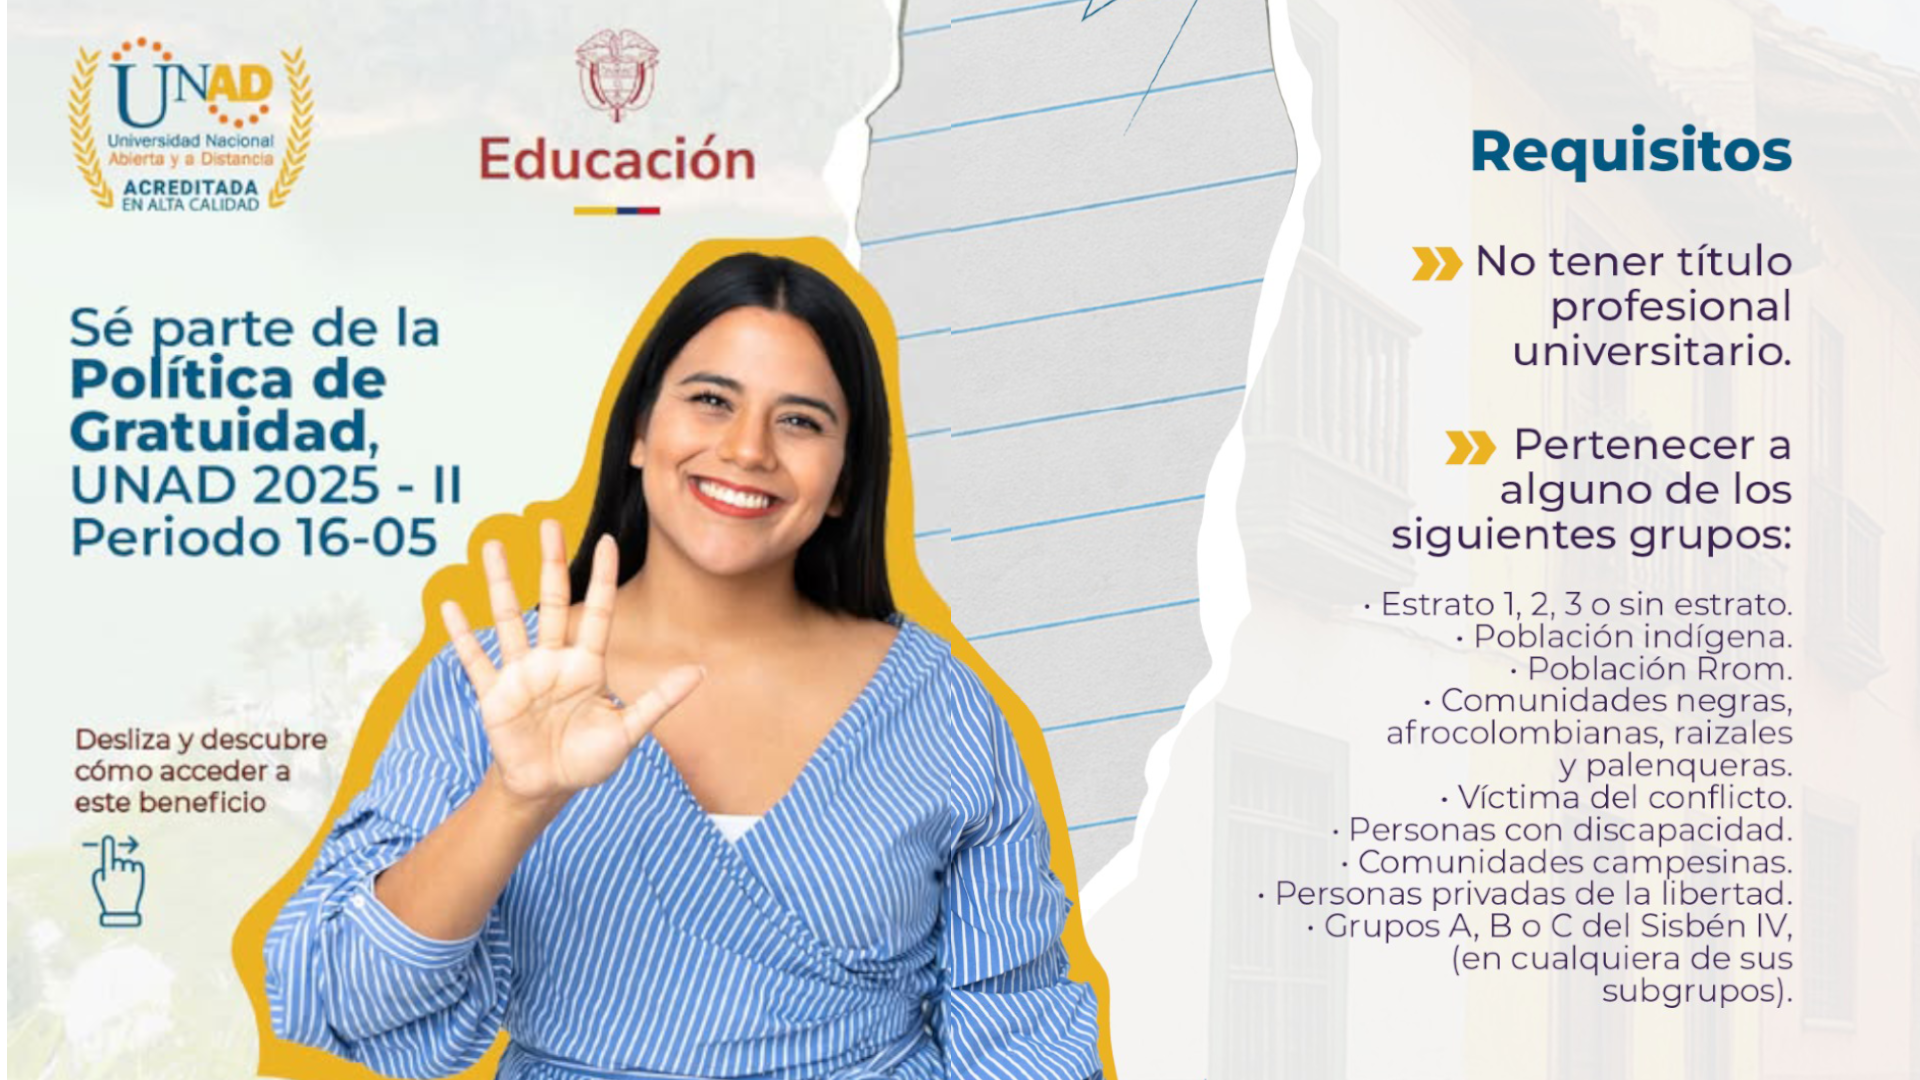 UNAD
Universidad Nacional
Abierta y a Distancia
ACREDITADA
EN ALTA CALIDAD
Educación
Sé parte de la
Política de
Gratuidad,
UNAD 2025 - II
Periodo 16-05
Desliza y descubre
cómo acceder a
este beneficio
Requisitos
No tener título
profesional
universitario.
Pertenecer a
alguno de los
siguientes grupos:
• Estrato 1, 2, 3 o sin estrato.
• Población indígena.
• Población Rrom.
• Comunidades negras,
afrocolombianas, raizales
y palenqueras.
• Víctima del conflicto.
• Personas con discapacidad.
• Comunidades campesinas.
• Personas privadas de la libertad.
• Grupos A, B o C del Sisbén IV,
(en cualquiera de sus
subgrupos).